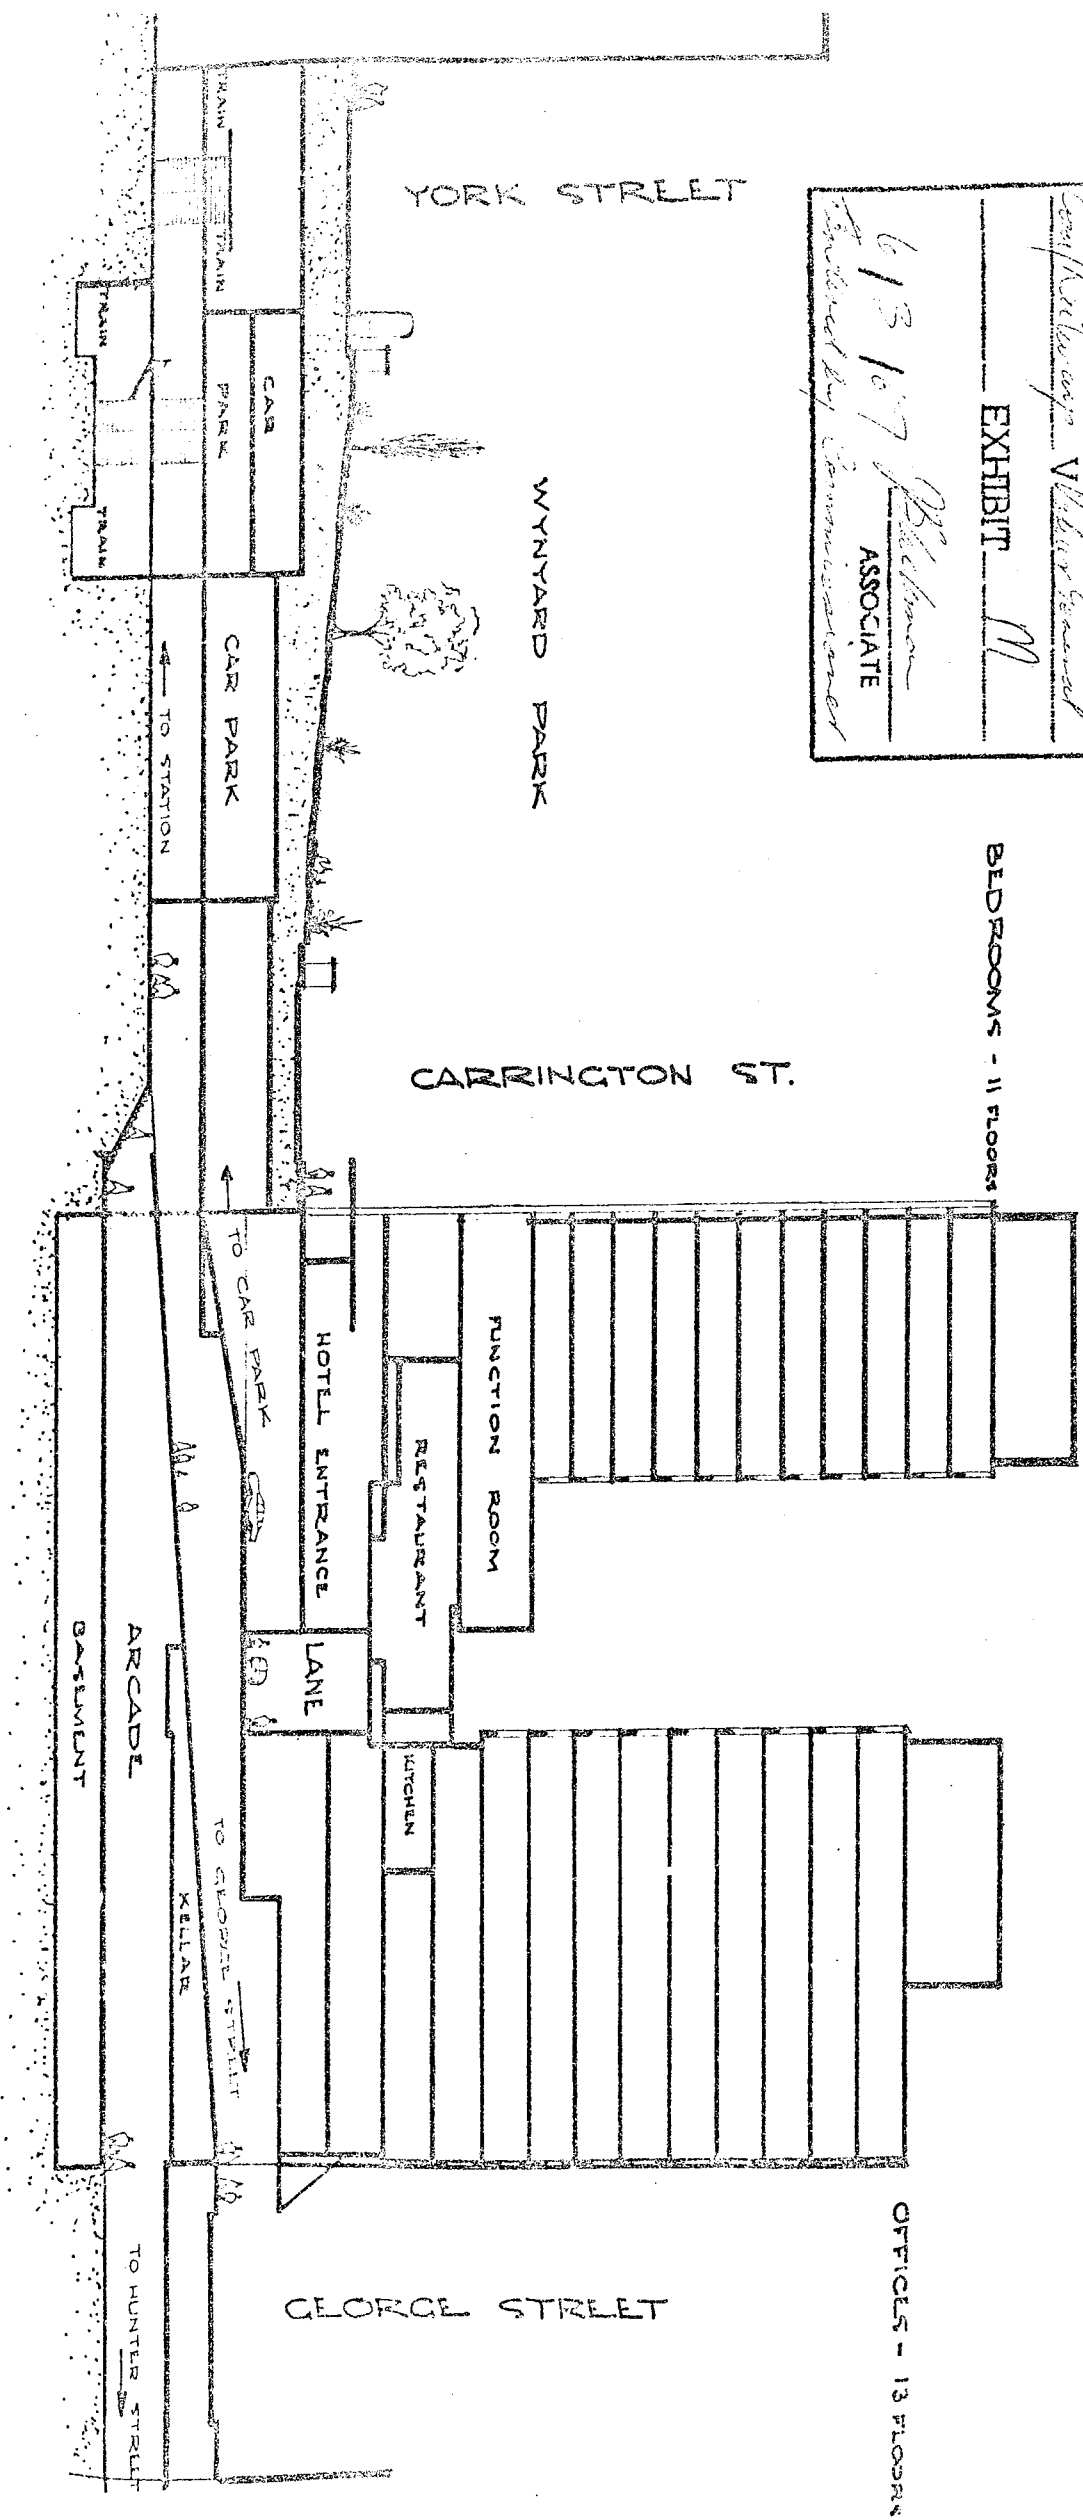 EXHIBIT M
ASSOCIATE
YORK STREET
WYNYARD PARK
CARRINGTON ST.
BEDROOMS - 11 FLOORS
OFFICES - 13 FLOORS
GEORGE STREET
TRAIN
TRAIN
TRAIN
TRAIN
CAR
PARK
CAR PARK
TO STATION
TO CAR PARK
HOTEL ENTRANCE
FUNCTION ROOM
RESTAURANT
LANE
KITCHEN
TO GEORGE STREET
KELLAR
ARCADE
BASEMENT
TO HUNTER STREET